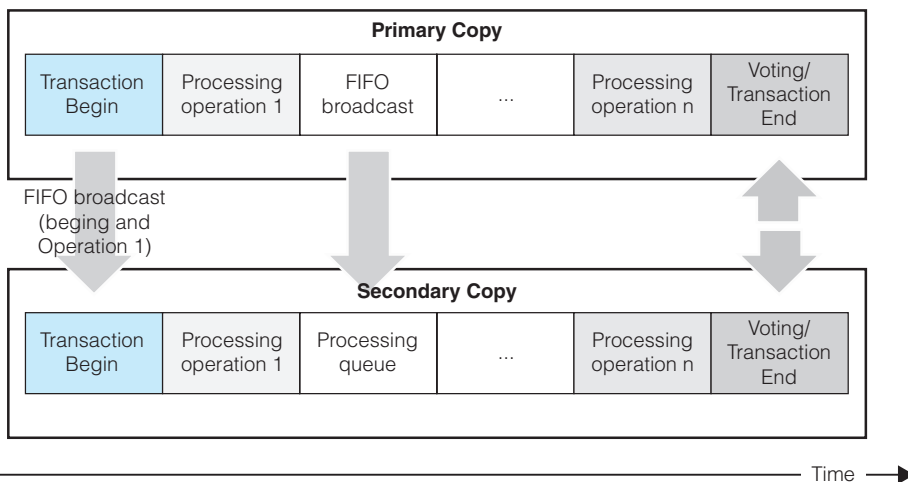 Primary Copy
Transaction
Begin
Processing
operation 1
FIFO
broadcast
...
Processing
operation n
Voting/
Transaction
End
FIFO broadcast
(beging and
Operation 1)
Secondary Copy
Transaction
Begin
Processing
operation 1
Processing
queue
...
Processing
operation n
Voting/
Transaction
End
Time